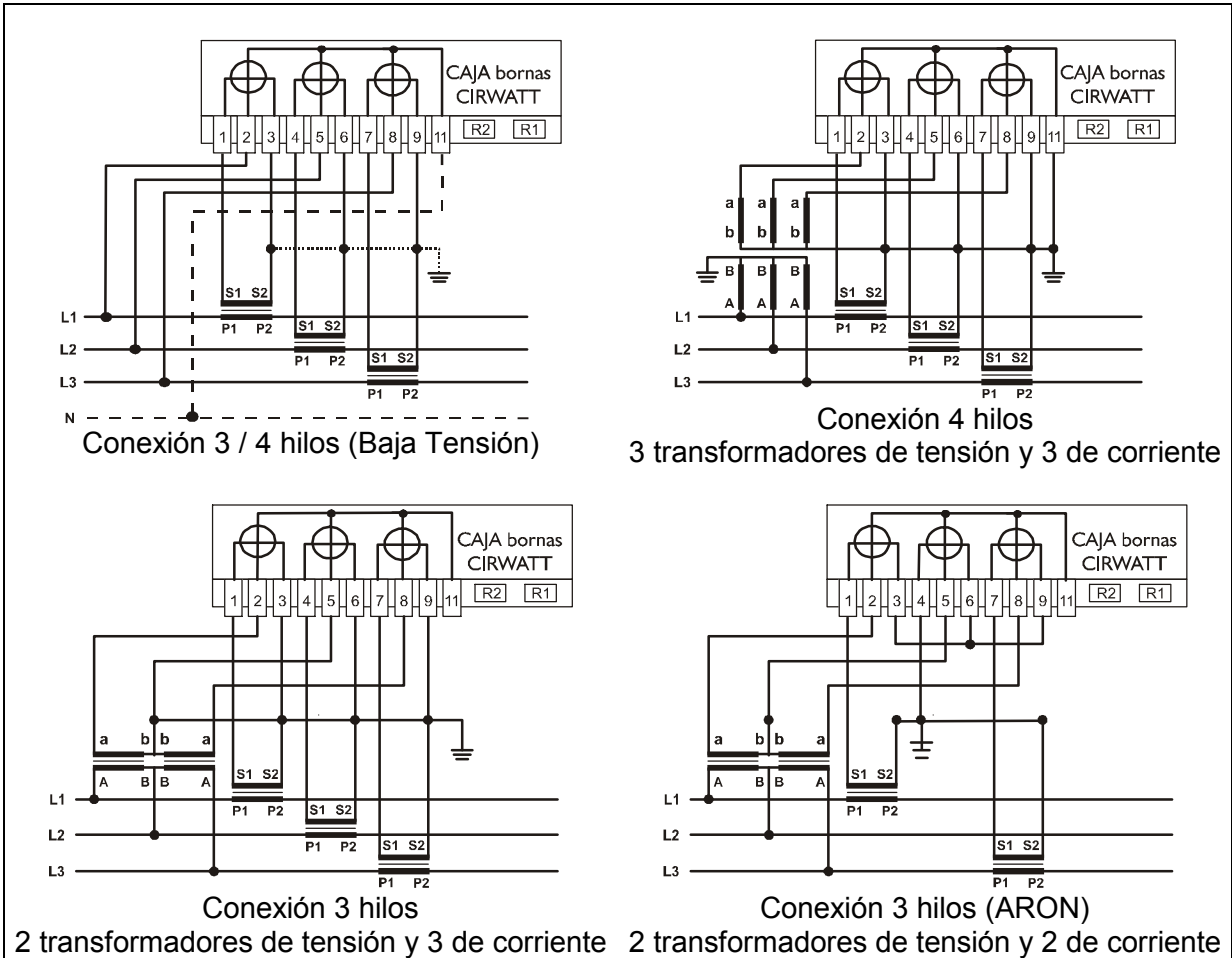 CAJA bornas
CIRWATT
1 2 3 4 5 6 7 8 9 11 R2 R1
S1 S2
L1 P1 P2 S1 S2
L2 P1 P2 S1 S2
L3 P1 P2
N
Conexión 3 / 4 hilos (Baja Tensión)
CAJA bornas
CIRWATT
1 2 3 4 5 6 7 8 9 11 R2 R1
a a a
b b b
B B B
A A A S1 S2
L1 P1 P2 S1 S2
L2 P1 P2 S1 S2
L3 P1 P2
Conexión 4 hilos
3 transformadores de tensión y 3 de corriente
CAJA bornas
CIRWATT
1 2 3 4 5 6 7 8 9 11 R2 R1
a b b a
A B B A S1 S2
L1 P1 P2 S1 S2
L2 P1 P2 S1 S2
L3 P1 P2
Conexión 3 hilos
2 transformadores de tensión y 3 de corriente
CAJA bornas
CIRWATT
1 2 3 4 5 6 7 8 9 11 R2 R1
a b b a
A B B A S1 S2
L1 P1 P2
L2 S1 S2
L3 P1 P2
Conexión 3 hilos (ARON)
2 transformadores de tensión y 2 de corriente